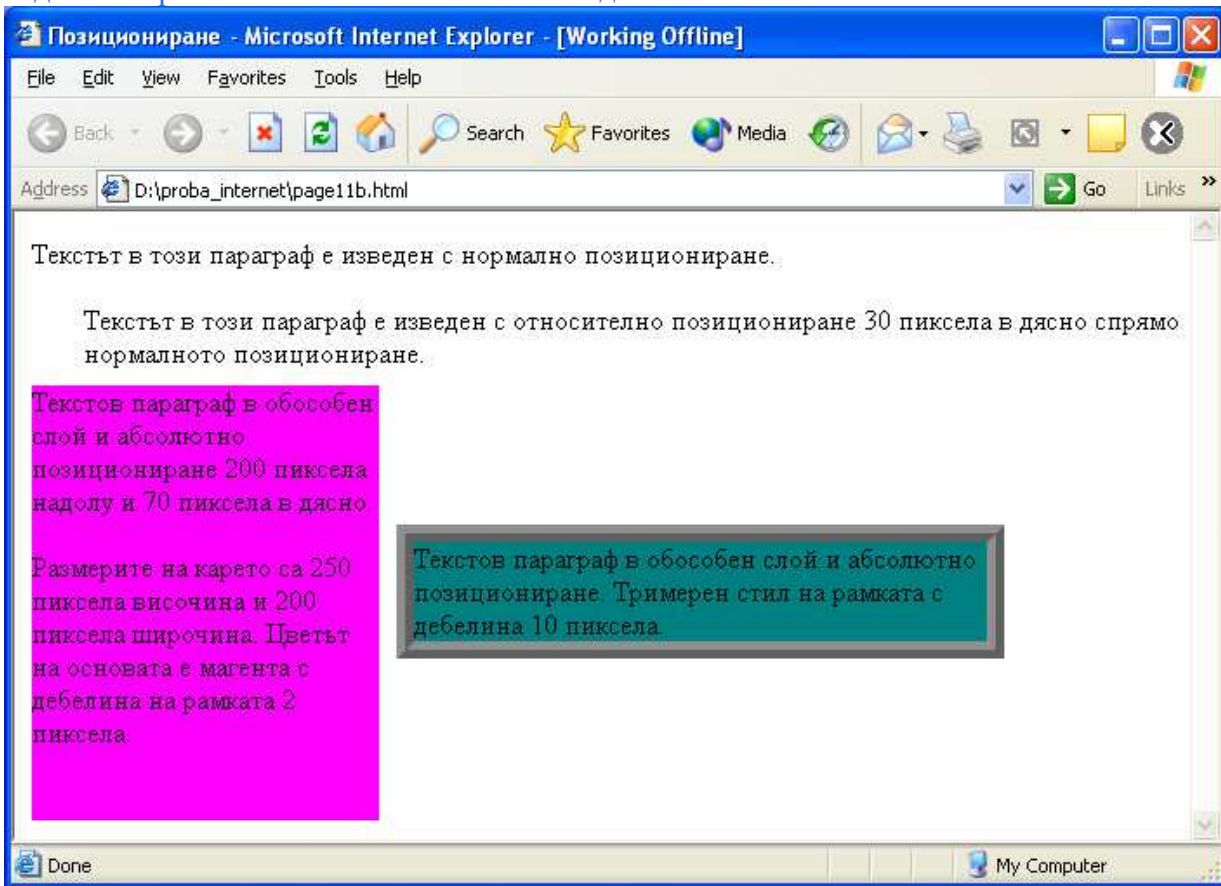 Позициониране - Microsoft Internet Explorer - [Working Offline]
File Edit View Favorites Tools Help
Back Search Favorites Media
Address D:\proba_internet\page11b.html Go Links »
Текстът в този параграф е изведен с нормално позициониране.
Текстът в този параграф е изведен с относително позициониране 30 пиксела в дясно спрямо
нормалното позициониране.
Текстов параграф в обособен
слой и абсолютно
позициониране 200 пиксела
надолу и 70 пиксела в дясно
Размерите на карето са 250
пиксела височина и 200
пиксела широчина. Цветът
на основата е магента с
дебелина на рамката 2
пиксела.
Текстов параграф в обособен слой и абсолютно
позициониране. Тримерен стил на рамката с
дебелина 10 пиксела.
Done My Computer